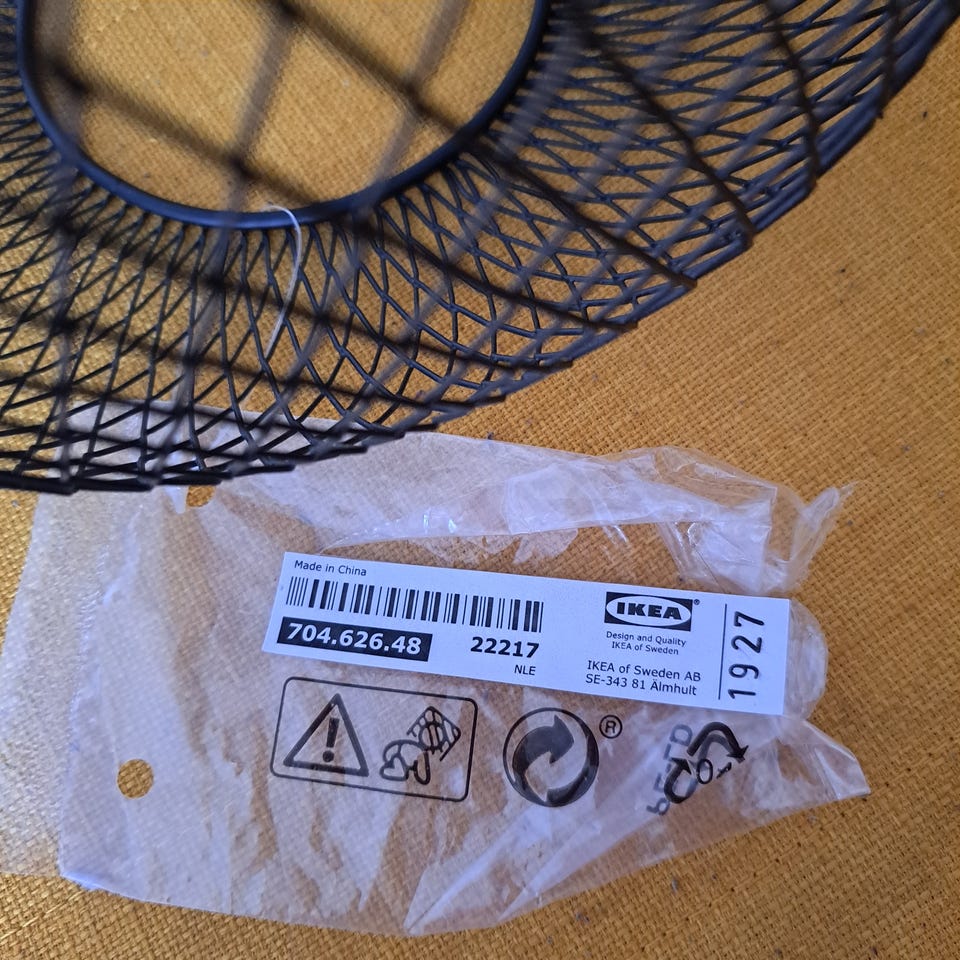 Made in China
704.626.48
22217
NLE
IKEA®
Design and Quality
IKEA of Sweden
IKEA of Sweden AB
SE-343 81 Älmhult
1927
®